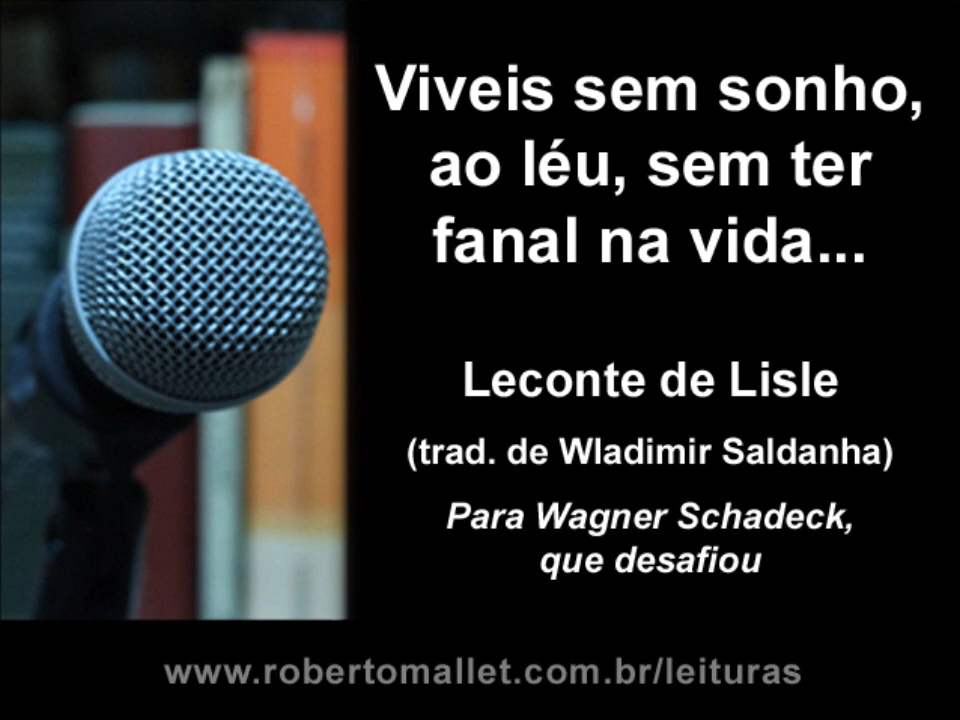 Viveis sem sonho,
ao léu, sem ter
fanal na vida...
Leconte de Lisle
(trad. de Wladimir Saldanha)
Para Wagner Schadeck,
que desafiou
www.robertomallet.com.br/leituras